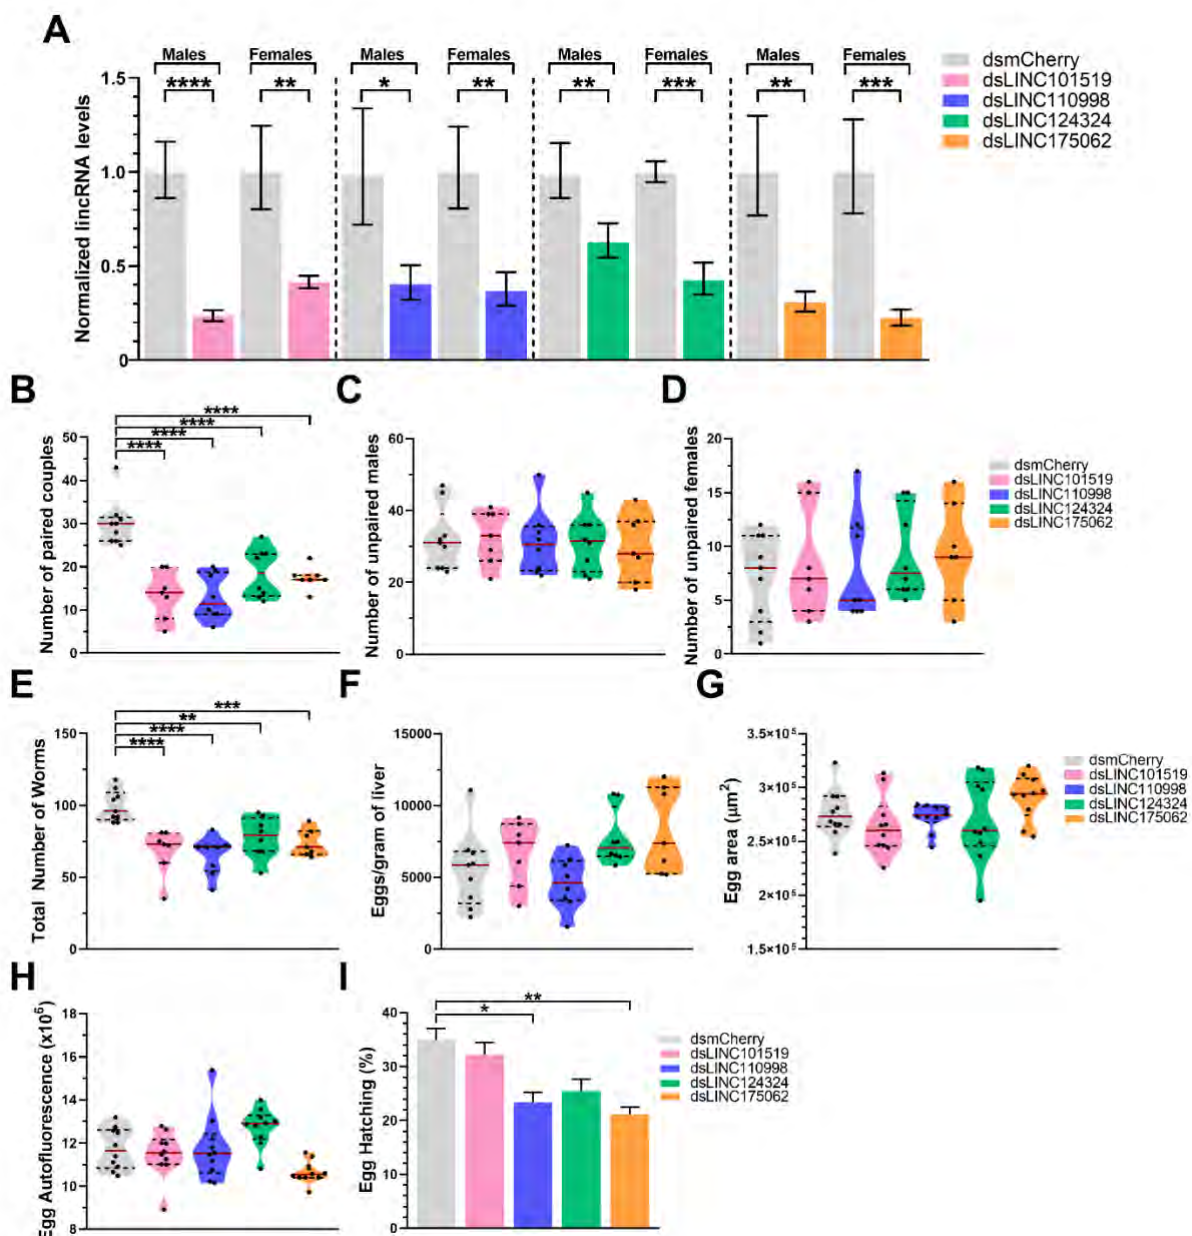 A
Males Females Males Females Males Females Males Females
**** ** * ** ** *** ** ***
dsmCherry
dsLINC101519
dsLINC110998
dsLINC124324
dsLINC175062
Normalized lincRNA levels
1.5
1.0
0.5
0
B
Number of paired couples
50
40
30
20
10
0
****
****
****
****
C
Number of unpaired males
60
40
20
0
D
Number of unpaired females
20
15
10
5
0
dsmCherry
dsLINC101519
dsLINC110998
dsLINC124324
dsLINC175062
E
Total Number of Worms
150
100
50
0
***
**
****
****
F
Eggs/gram of liver
15000
10000
5000
0
G
Egg area (µm²)
3.5×10⁵
3×10⁵
2.5×10⁵
2×10⁵
1.5×10⁵
dsmCherry
dsLINC101519
dsLINC110998
dsLINC124324
dsLINC175062
H
Egg Autofluorescence (x10⁶)
18
16
14
12
10
8
I
Egg Hatching (%)
40
30
20
10
0
**
*
dsmCherry
dsLINC101519
dsLINC110998
dsLINC124324
dsLINC175062